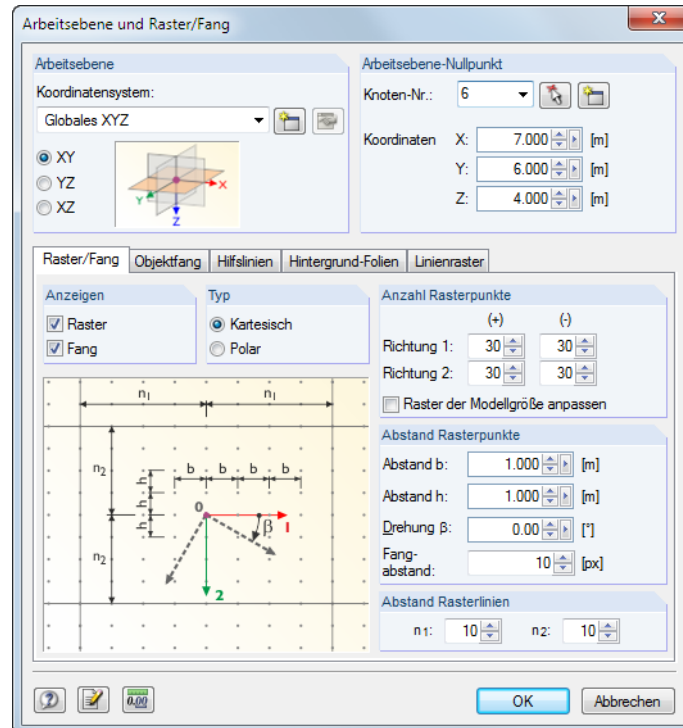 Arbeitsebene und Raster/Fang
Arbeitsebene
Koordinatensystem:
Globales XYZ
XY
YZ
XZ
X
Y
Z
Arbeitsebene-Nullpunkt
Knoten-Nr.: 6
Koordinaten X: 7.000 [m]
Y: 6.000 [m]
Z: 4.000 [m]
Raster/Fang Objektfang Hilfslinien Hintergrund-Folien Linienraster
Anzeigen
Raster
Fang
Typ
Kartesisch
Polar
n1 n1
n2
n2
b b b b
h
h
h
0
β
1
2
Anzahl Rasterpunkte
(+) (-)
Richtung 1: 30 30
Richtung 2: 30 30
Raster der Modellgröße anpassen
Abstand Rasterpunkte
Abstand b: 1.000 [m]
Abstand h: 1.000 [m]
Drehung β: 0.00 [°]
Fang-
abstand: 10 [px]
Abstand Rasterlinien
n1: 10 n2: 10
0.00
OK Abbrechen